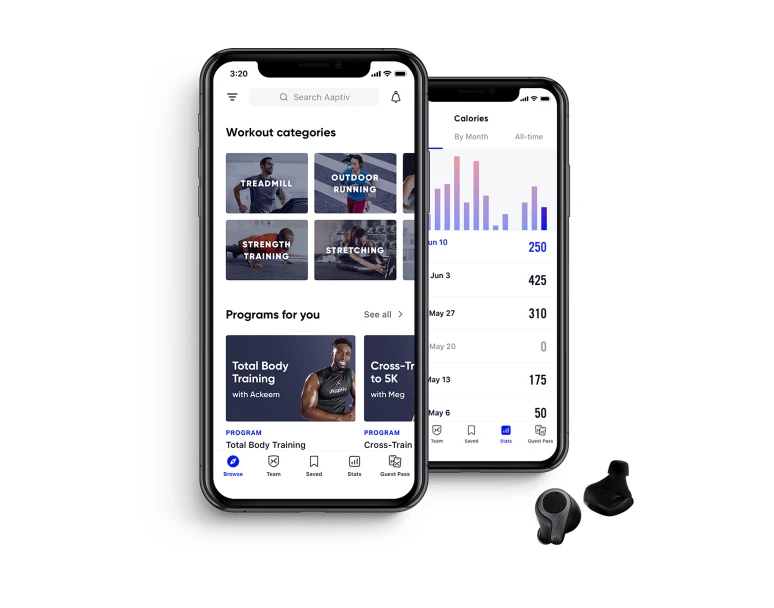 3:20
Search Aaptiv
Workout categories
TREADMILL
OUTDOOR
RUNNING
STRENGTH
TRAINING
STRETCHING
Programs for you
See all
Total Body
Training
with Ackeem
Aaptiv
Cross-Tr
to 5K
with Meg
PROGRAM
Total Body Training
PROGRAM
Cross-Train
Browse
Team
Saved
Stats
Guest Pass
Calories
By Month
All-time
un 10
250
Jun 3
425
May 27
310
May 20
0
May 13
175
May 6
50
Team
Saved
Stats
Guest Pass